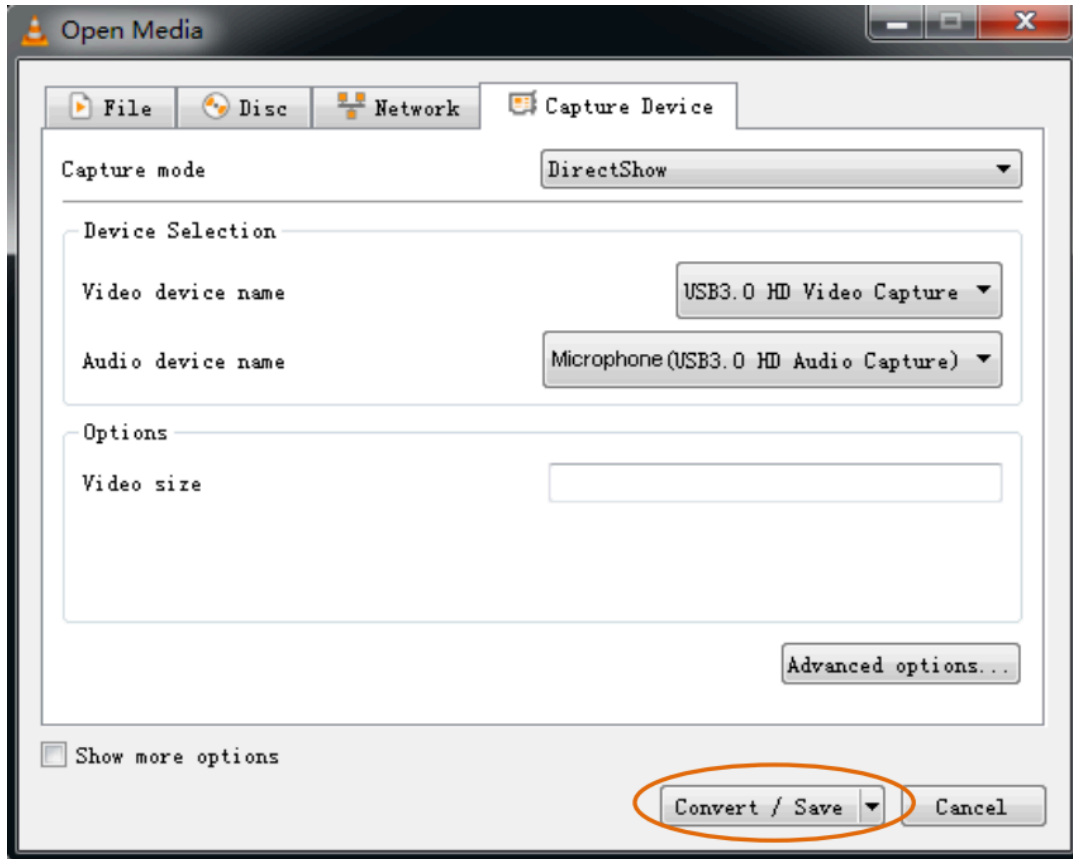 Open Media
File Disc Network Capture Device
Capture mode DirectShow
Device Selection
Video device name USB3.0 HD Video Capture
Audio device name Microphone(USB3.0 HD Audio Capture)
Options
Video size
Advanced options...
Show more options
Convert / Save Cancel